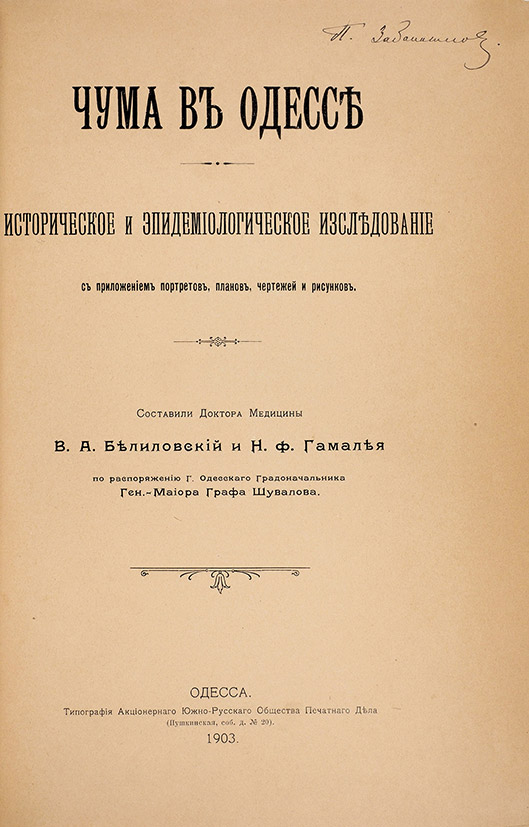 П.
ЧУМА ВЪ ОДЕССѢ
ИСТОРИЧЕСКОЕ И ЭПИДЕМІОЛОГИЧЕСКОЕ ИЗСЛѢДОВАНІЕ
съ приложеніемъ портретовъ, плановъ, чертежей и рисунковъ.
Составили Доктора Медицины
В. А. Бѣлиловскій и Н. Ф. Гамалѣя
по распоряженію Г. Одесскаго Градоначальника
Ген.-Маіора Графа Шувалова.
ОДЕССА.
Типографія Акціонернаго Южно-Русскаго Общества Печатнаго Дѣла
(Пушкинская, соб. д. № 20).
1903.